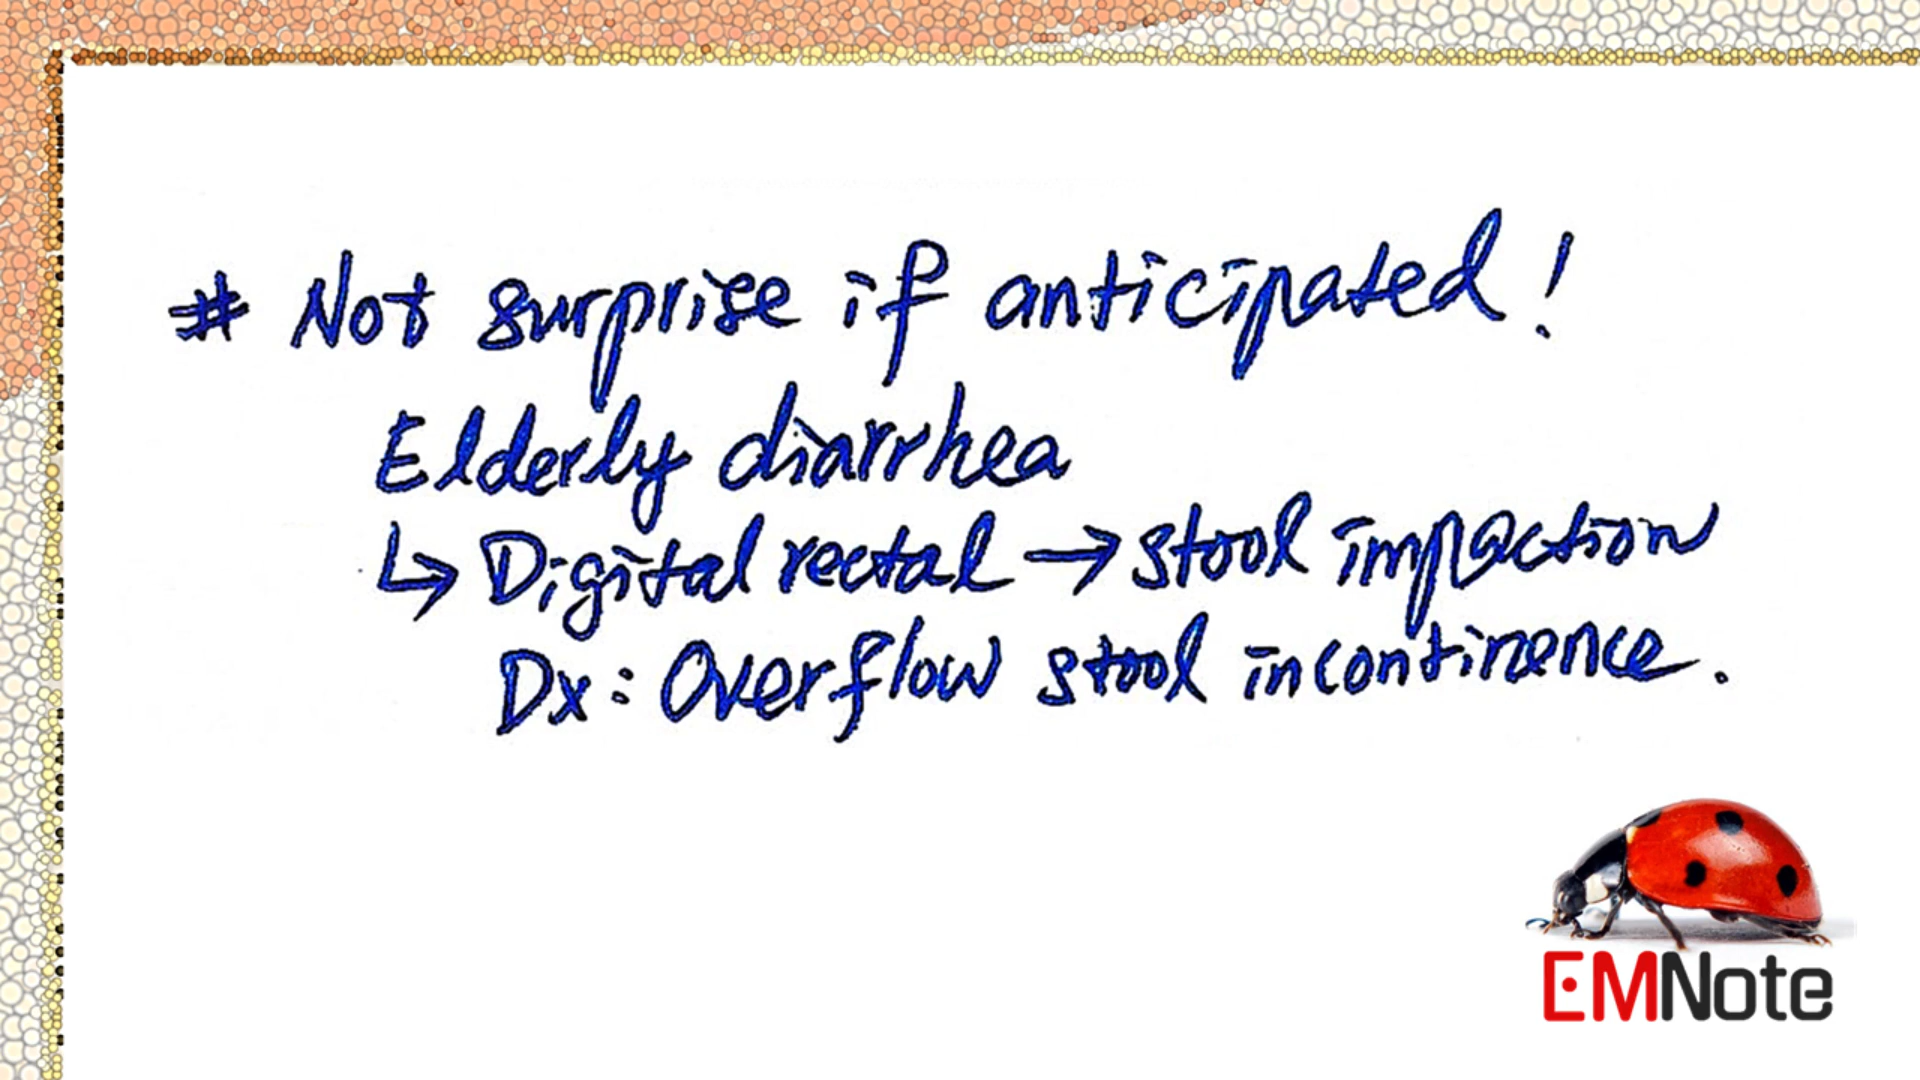 # Not surprise if anticipated!
Elderly diarrhea
↳ Digital rectal → stool impaction
Dx: Overflow stool incontinence.
EMNote